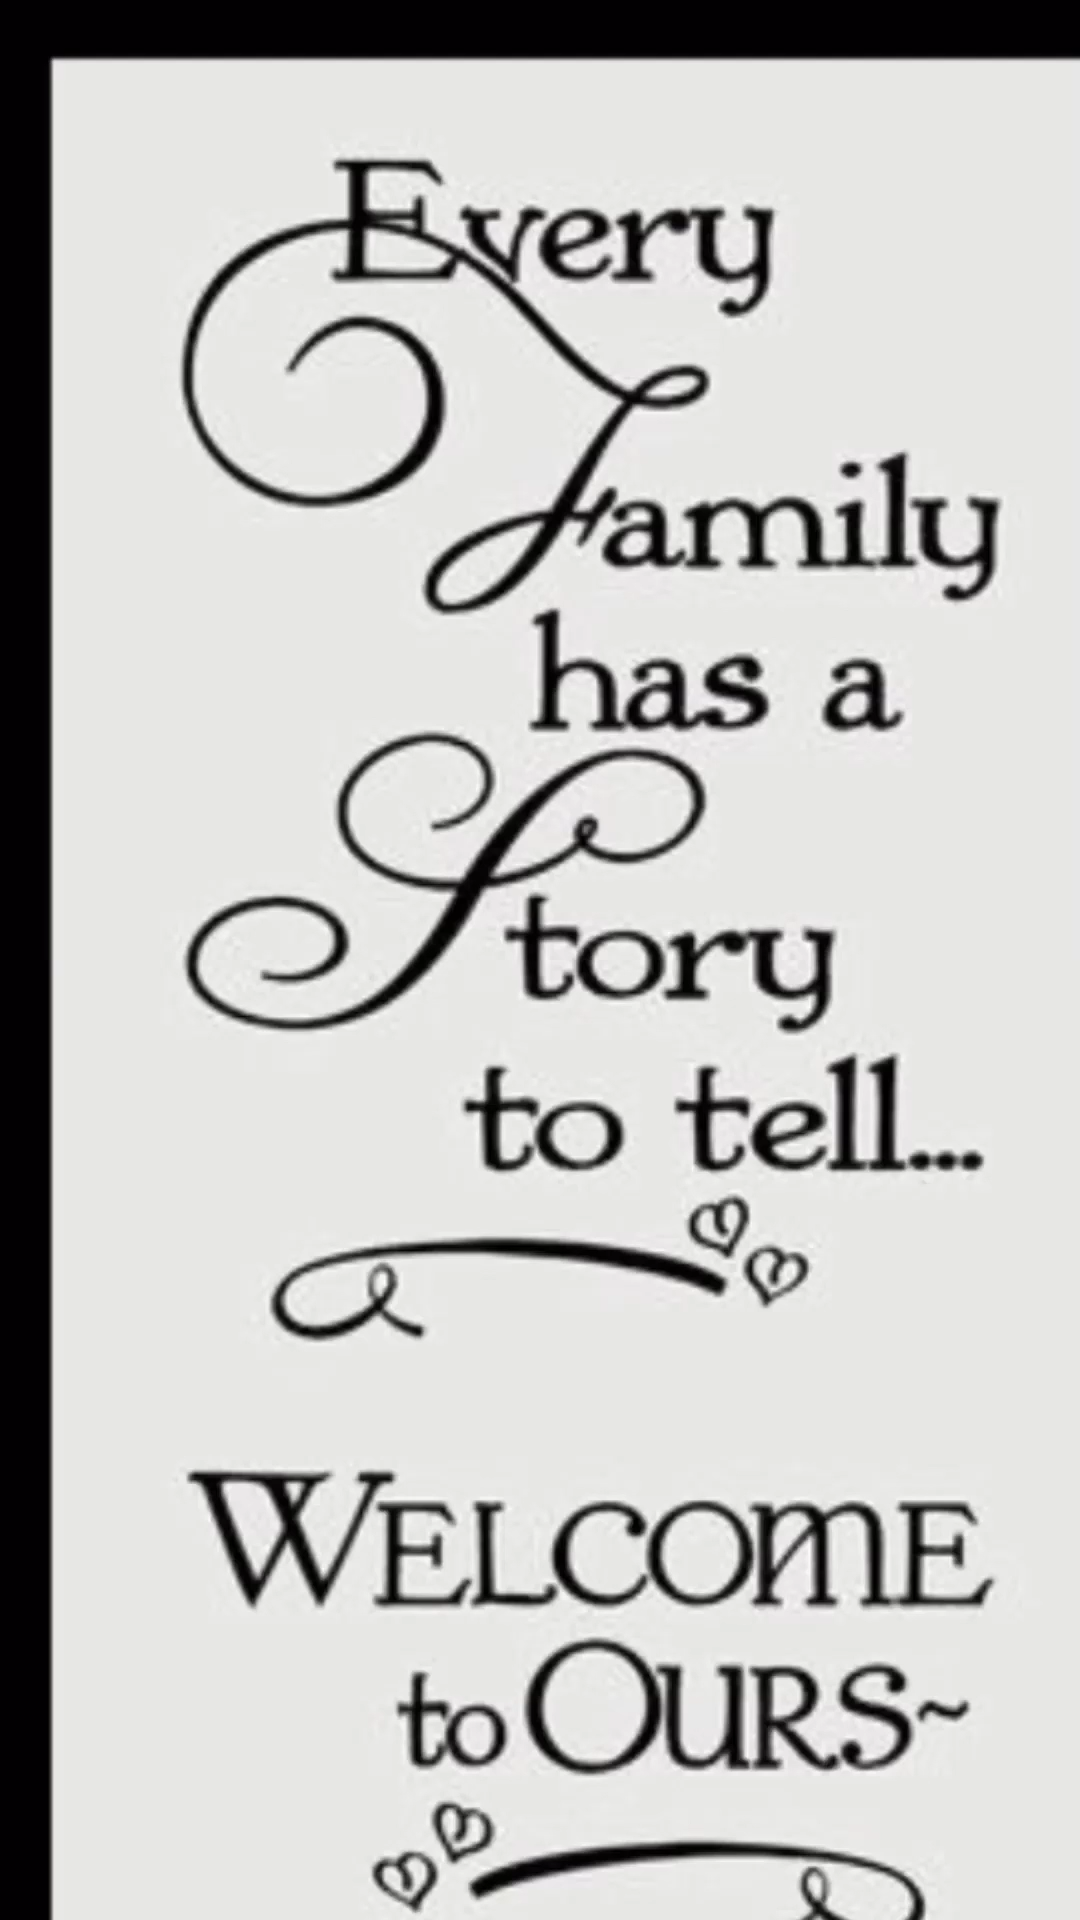 Every
Family
has a
Story
to tell...
WELCOME
to OURS~